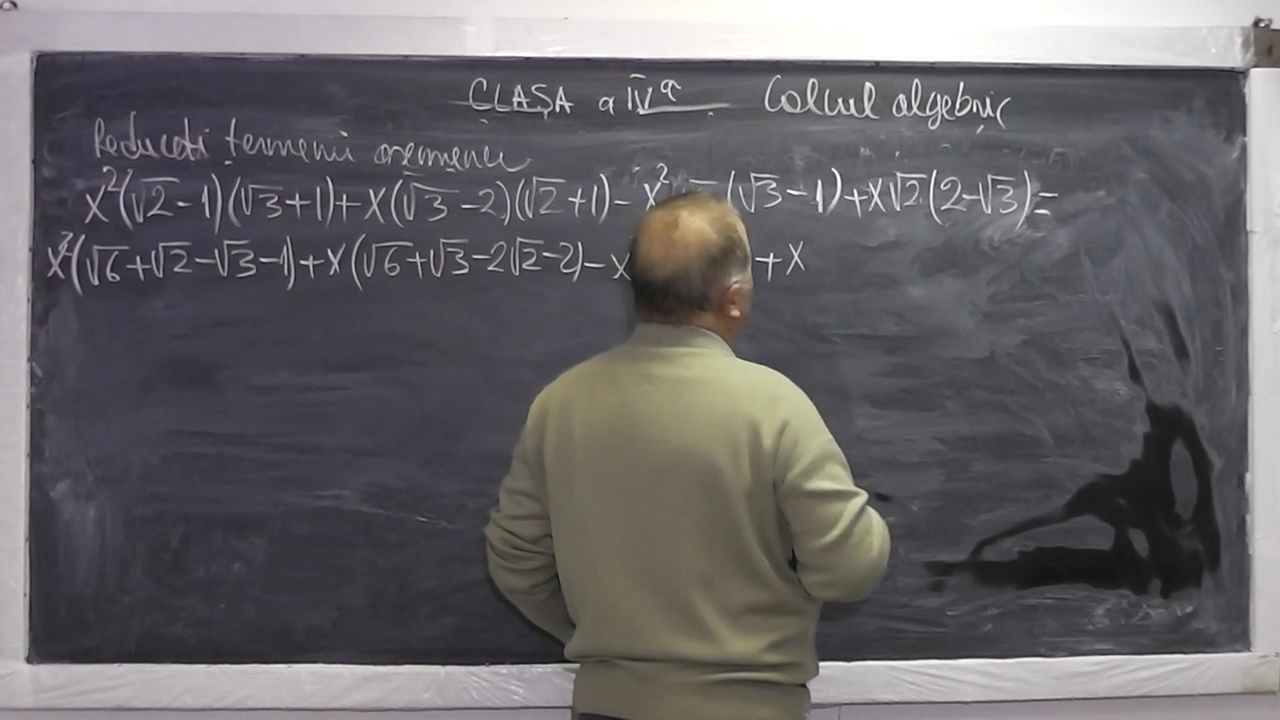 CLASA a IVª Calcul algebric
Reduceti termenii asemenea
x²(√2-1)(√3+1)+x(√3-2)(√2+1)-x² (√3-1)+x√2(2-√3)=
x²(√6+√2-√3-1)+x(√6+√3-2√2-2)-x +x